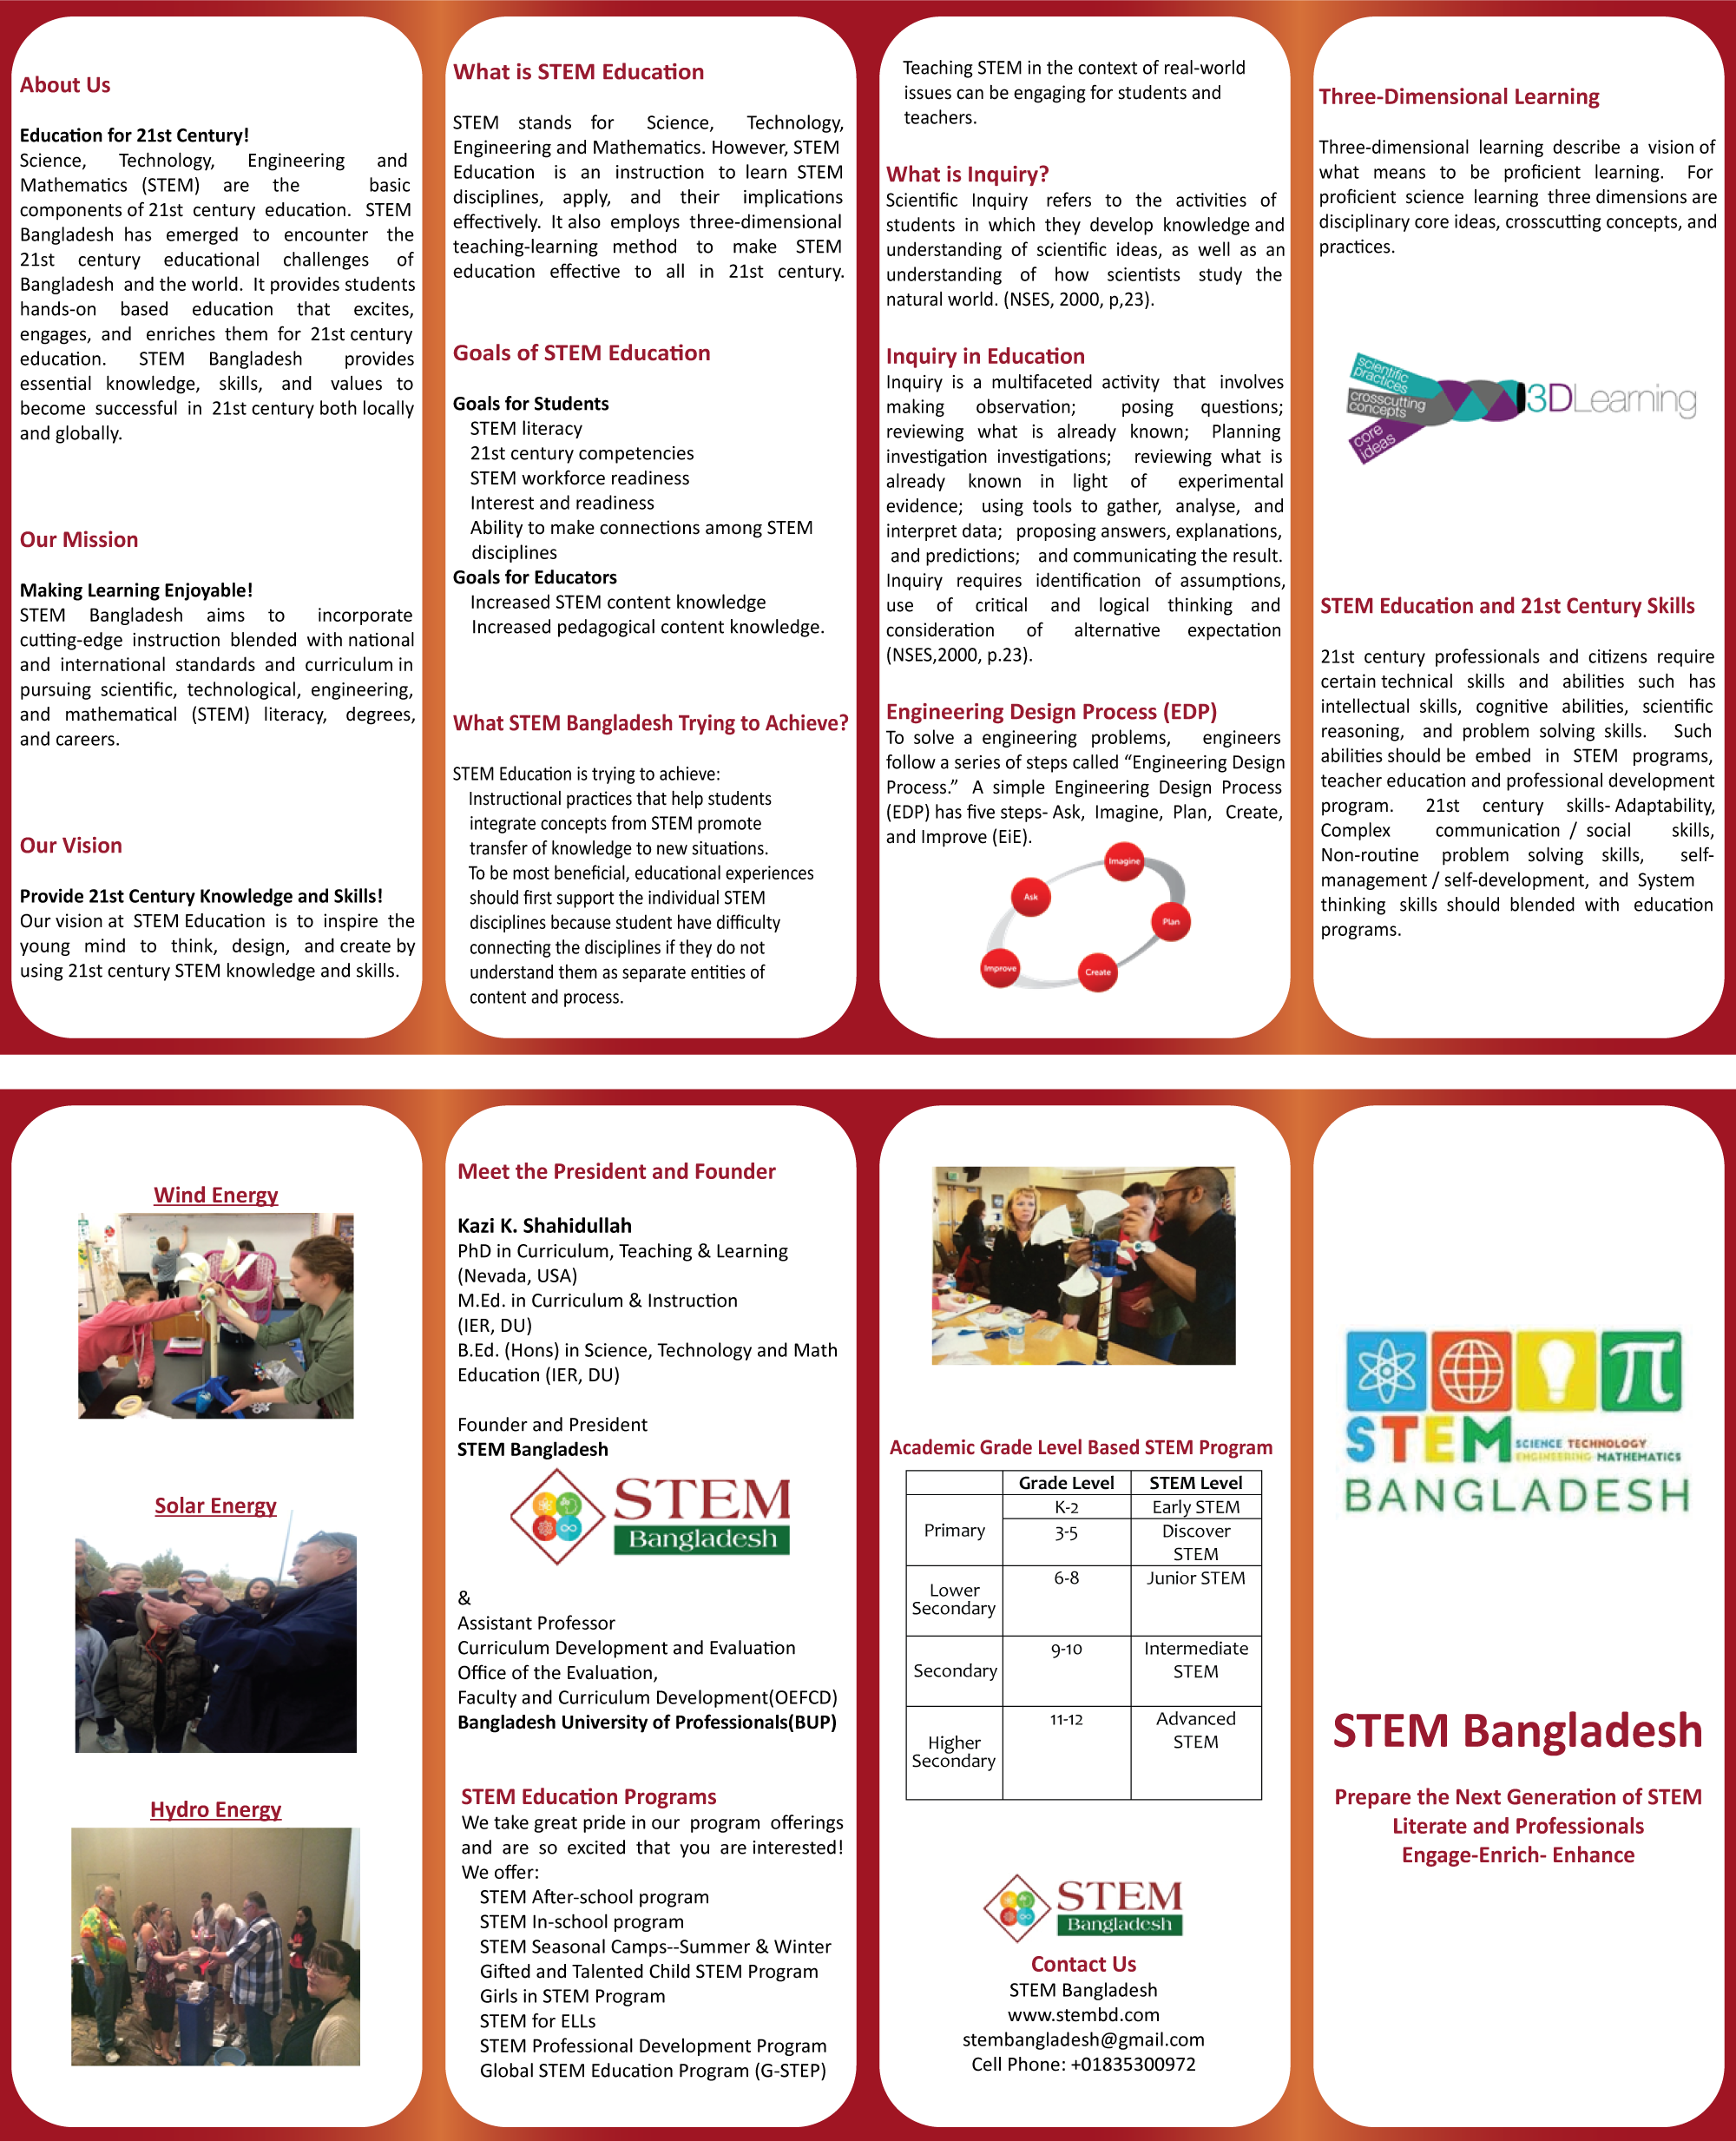 About Us
Education for 21st Century!
Science, Technology, Engineering and
Mathematics (STEM) are the basic
components of 21st century education. STEM
Bangladesh has emerged to encounter the
21st century educational challenges of
Bangladesh and the world. It provides students
hands-on based education that excites,
engages, and enriches them for 21st century
education. STEM Bangladesh provides
essential knowledge, skills, and values to
become successful in 21st century both locally
and globally.
Our Mission
Making Learning Enjoyable!
STEM Bangladesh aims to incorporate
cutting-edge instruction blended with national
and international standards and curriculum in
pursuing scientific, technological, engineering,
and mathematical (STEM) literacy, degrees,
and careers.
Our Vision
Provide 21st Century Knowledge and Skills!
Our vision at STEM Education is to inspire the
young mind to think, design, and create by
using 21st century STEM knowledge and skills.
What is STEM Education
STEM stands for Science, Technology,
Engineering and Mathematics. However, STEM
Education is an instruction to learn STEM
disciplines, apply, and their implications
effectively. It also employs three-dimensional
teaching-learning method to make STEM
education effective to all in 21st century.
Goals of STEM Education
Goals for Students
STEM literacy
21st century competencies
STEM workforce readiness
Interest and readiness
Ability to make connections among STEM
disciplines
Goals for Educators
Increased STEM content knowledge
Increased pedagogical content knowledge.
What STEM Bangladesh Trying to Achieve?
STEM Education is trying to achieve:
Instructional practices that help students
integrate concepts from STEM promote
transfer of knowledge to new situations.
To be most beneficial, educational experiences
should first support the individual STEM
disciplines because student have difficulty
connecting the disciplines if they do not
understand them as separate entities of
content and process.
Teaching STEM in the context of real-world
issues can be engaging for students and
teachers.
What is Inquiry?
Scientific Inquiry refers to the activities of
students in which they develop knowledge and
understanding of scientific ideas, as well as an
understanding of how scientists study the
natural world. (NSES, 2000, p,23).
Inquiry in Education
Inquiry is a multifaceted activity that involves
making observation; posing questions;
reviewing what is already known; Planning
investigation investigations; reviewing what is
already known in light of experimental
evidence; using tools to gather, analyse, and
interpret data; proposing answers, explanations,
and predictions; and communicating the result.
Inquiry requires identification of assumptions,
use of critical and logical thinking and
consideration of alternative expectation
(NSES,2000, p.23).
Engineering Design Process (EDP)
To solve a engineering problems, engineers
follow a series of steps called “Engineering Design
Process.” A simple Engineering Design Process
(EDP) has five steps- Ask, Imagine, Plan, Create,
and Improve (EiE).
Imagine
Ask
Plan
Improve
Create
Three-Dimensional Learning
Three-dimensional learning describe a vision of
what means to be proficient learning. For
proficient science learning three dimensions are
disciplinary core ideas, crosscutting concepts, and
practices.
scientific
practices
crosscutting
concepts
core
ideas
3DLearning
STEM Education and 21st Century Skills
21st century professionals and citizens require
certain technical skills and abilities such has
intellectual skills, cognitive abilities, scientific
reasoning, and problem solving skills. Such
abilities should be embed in STEM programs,
teacher education and professional development
program. 21st century skills- Adaptability,
Complex communication / social skills,
Non-routine problem solving skills, self-
management / self-development, and System
thinking skills should blended with education
programs.
Wind Energy
Solar Energy
Hydro Energy
Meet the President and Founder
Kazi K. Shahidullah
PhD in Curriculum, Teaching & Learning
(Nevada, USA)
M.Ed. in Curriculum & Instruction
(IER, DU)
B.Ed. (Hons) in Science, Technology and Math
Education (IER, DU)
Founder and President
STEM Bangladesh
STEM
Bangladesh
&
Assistant Professor
Curriculum Development and Evaluation
Office of the Evaluation,
Faculty and Curriculum Development(OEFCD)
Bangladesh University of Professionals(BUP)
STEM Education Programs
We take great pride in our program offerings
and are so excited that you are interested!
We offer:
STEM After-school program
STEM In-school program
STEM Seasonal Camps--Summer & Winter
Gifted and Talented Child STEM Program
Girls in STEM Program
STEM for ELLs
STEM Professional Development Program
Global STEM Education Program (G-STEP)
Academic Grade Level Based STEM Program
Grade Level STEM Level
Primary K-2 Early STEM
3-5 Discover
STEM
Lower
Secondary 6-8 Junior STEM
Secondary 9-10 Intermediate
STEM
Higher
Secondary 11-12 Advanced
STEM
STEM
Bangladesh
Contact Us
STEM Bangladesh
www.stembd.com
stembangladesh@gmail.com
Cell Phone: +01835300972
π
STEM
SCIENCE TECHNOLOGY
ENGINEERING MATHEMATICS
BANGLADESH
STEM Bangladesh
Prepare the Next Generation of STEM
Literate and Professionals
Engage-Enrich- Enhance